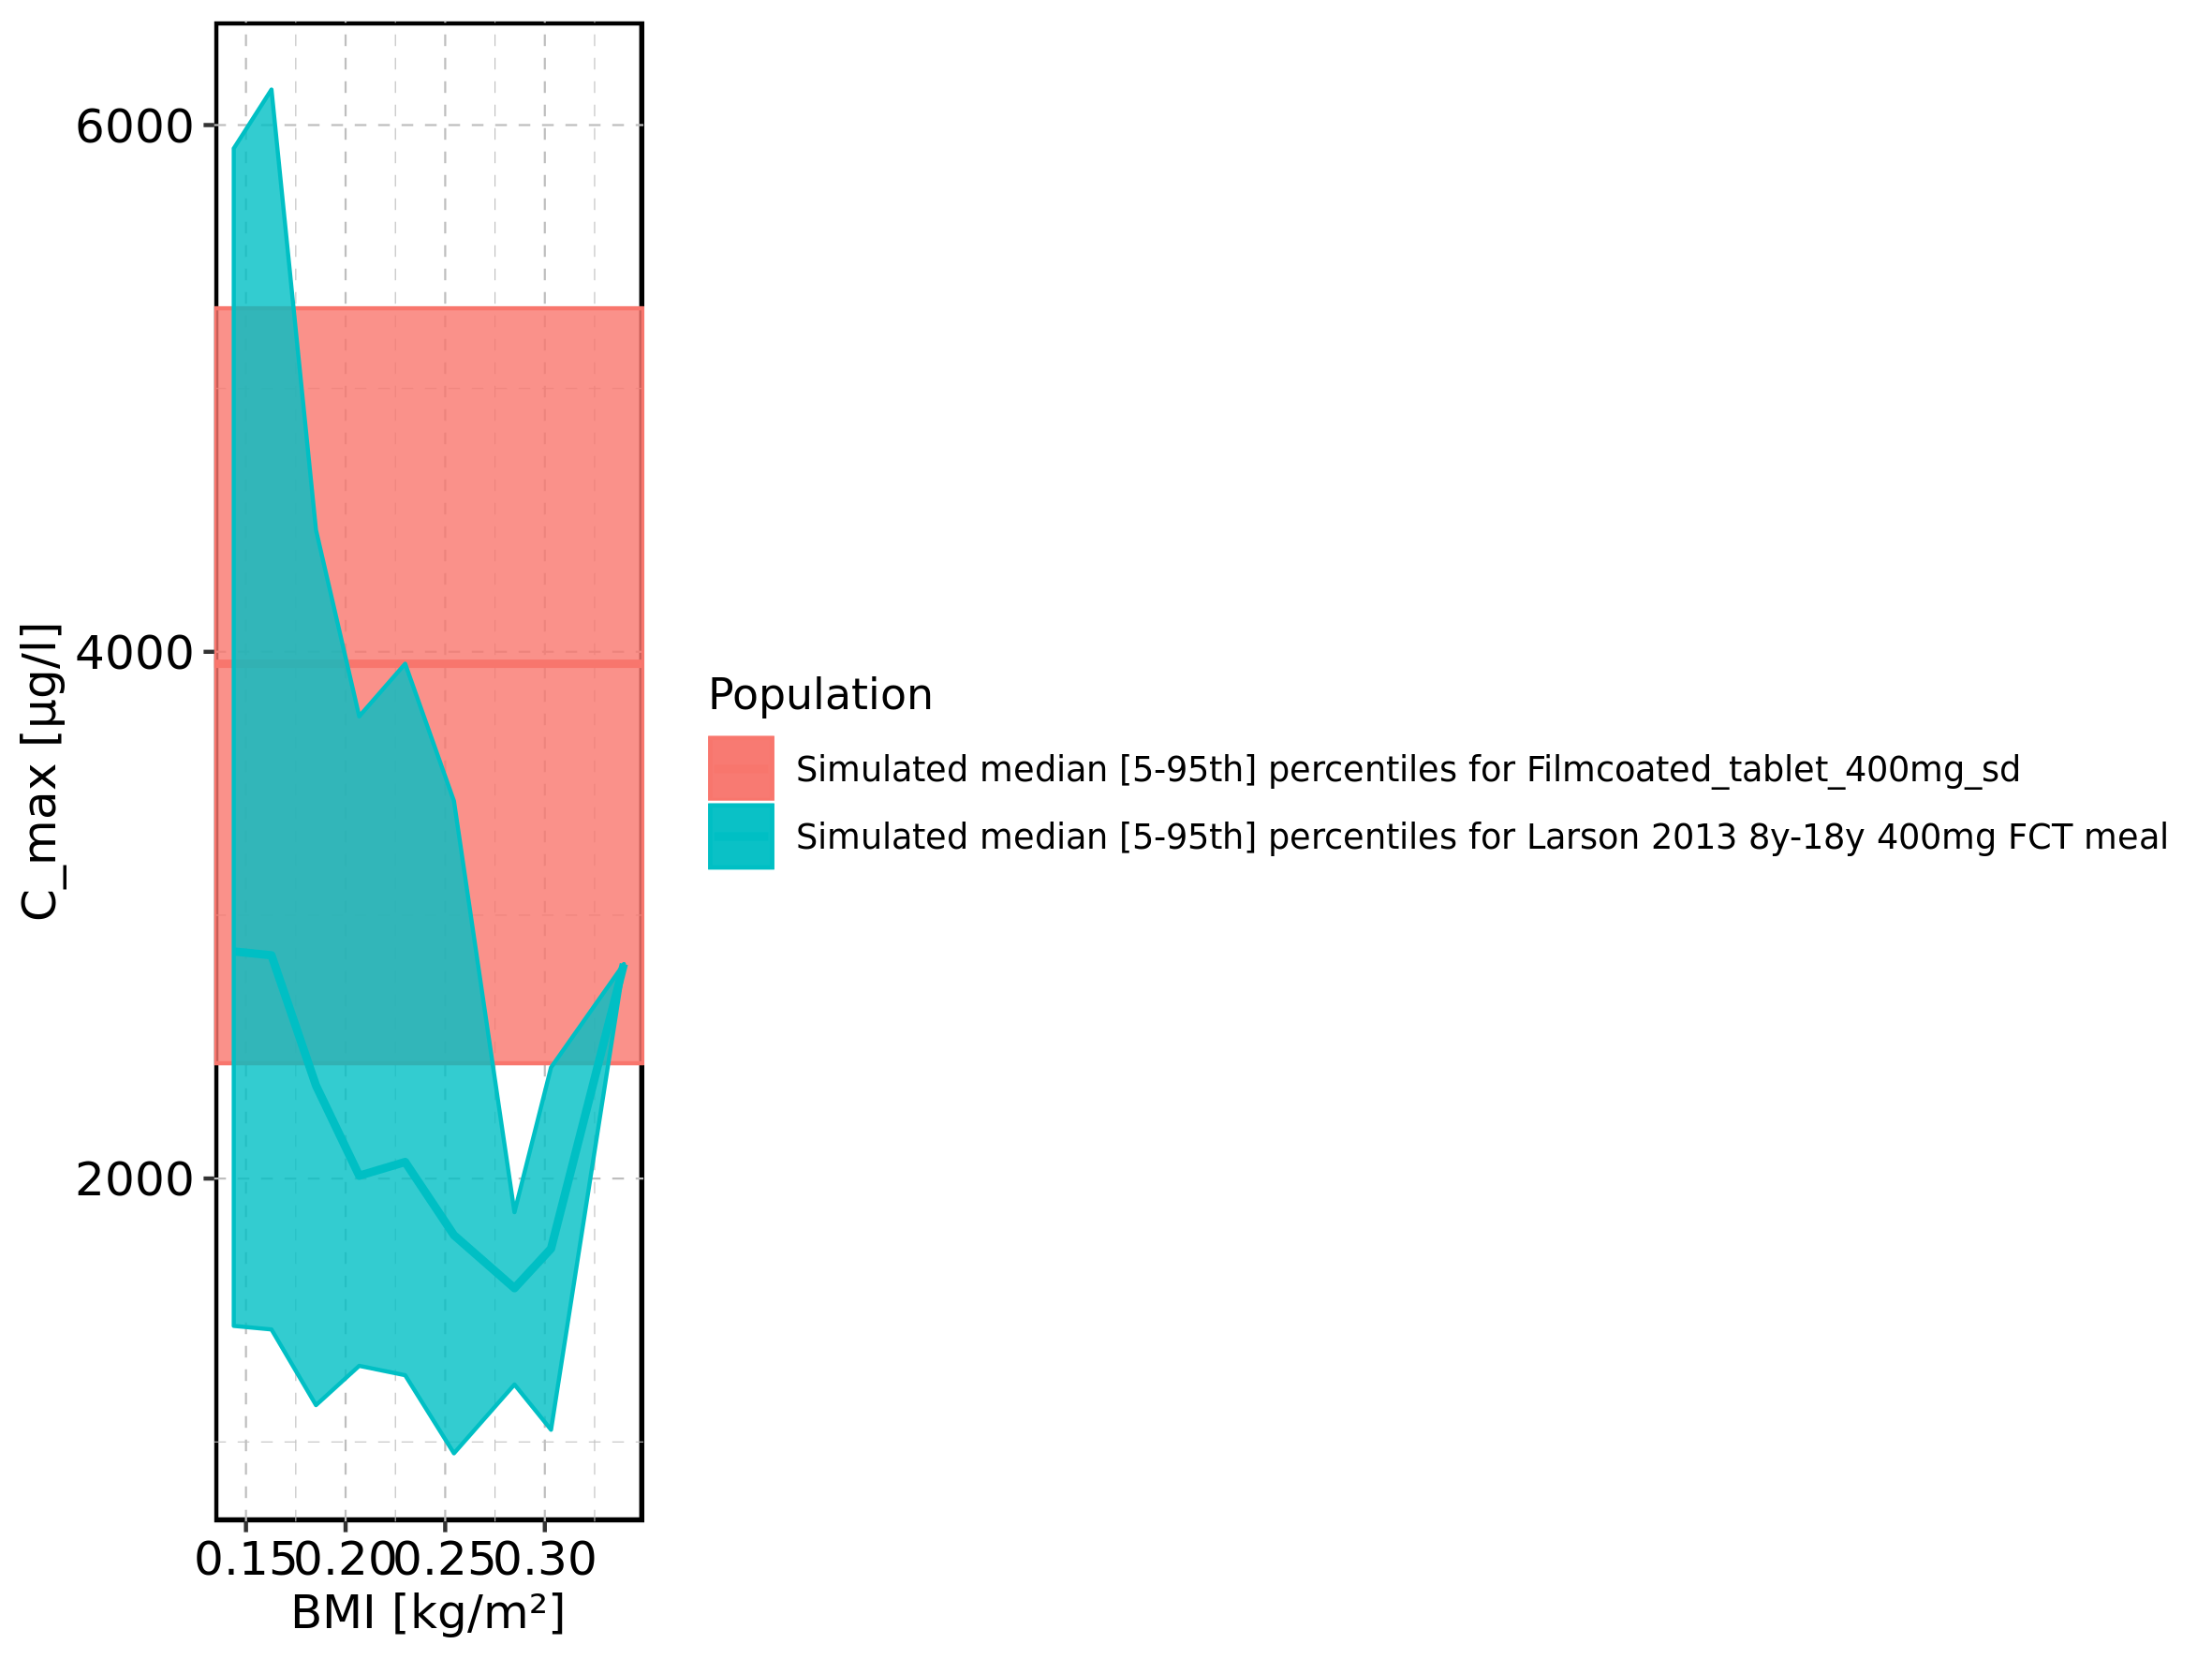 6000
4000
2000
C_max [µg/l]
0.15 0.20 0.25 0.30
BMI [kg/m²]
Population
Simulated median [5-95th] percentiles for Filmcoated_tablet_400mg_sd
Simulated median [5-95th] percentiles for Larson 2013 8y-18y 400mg FCT meal